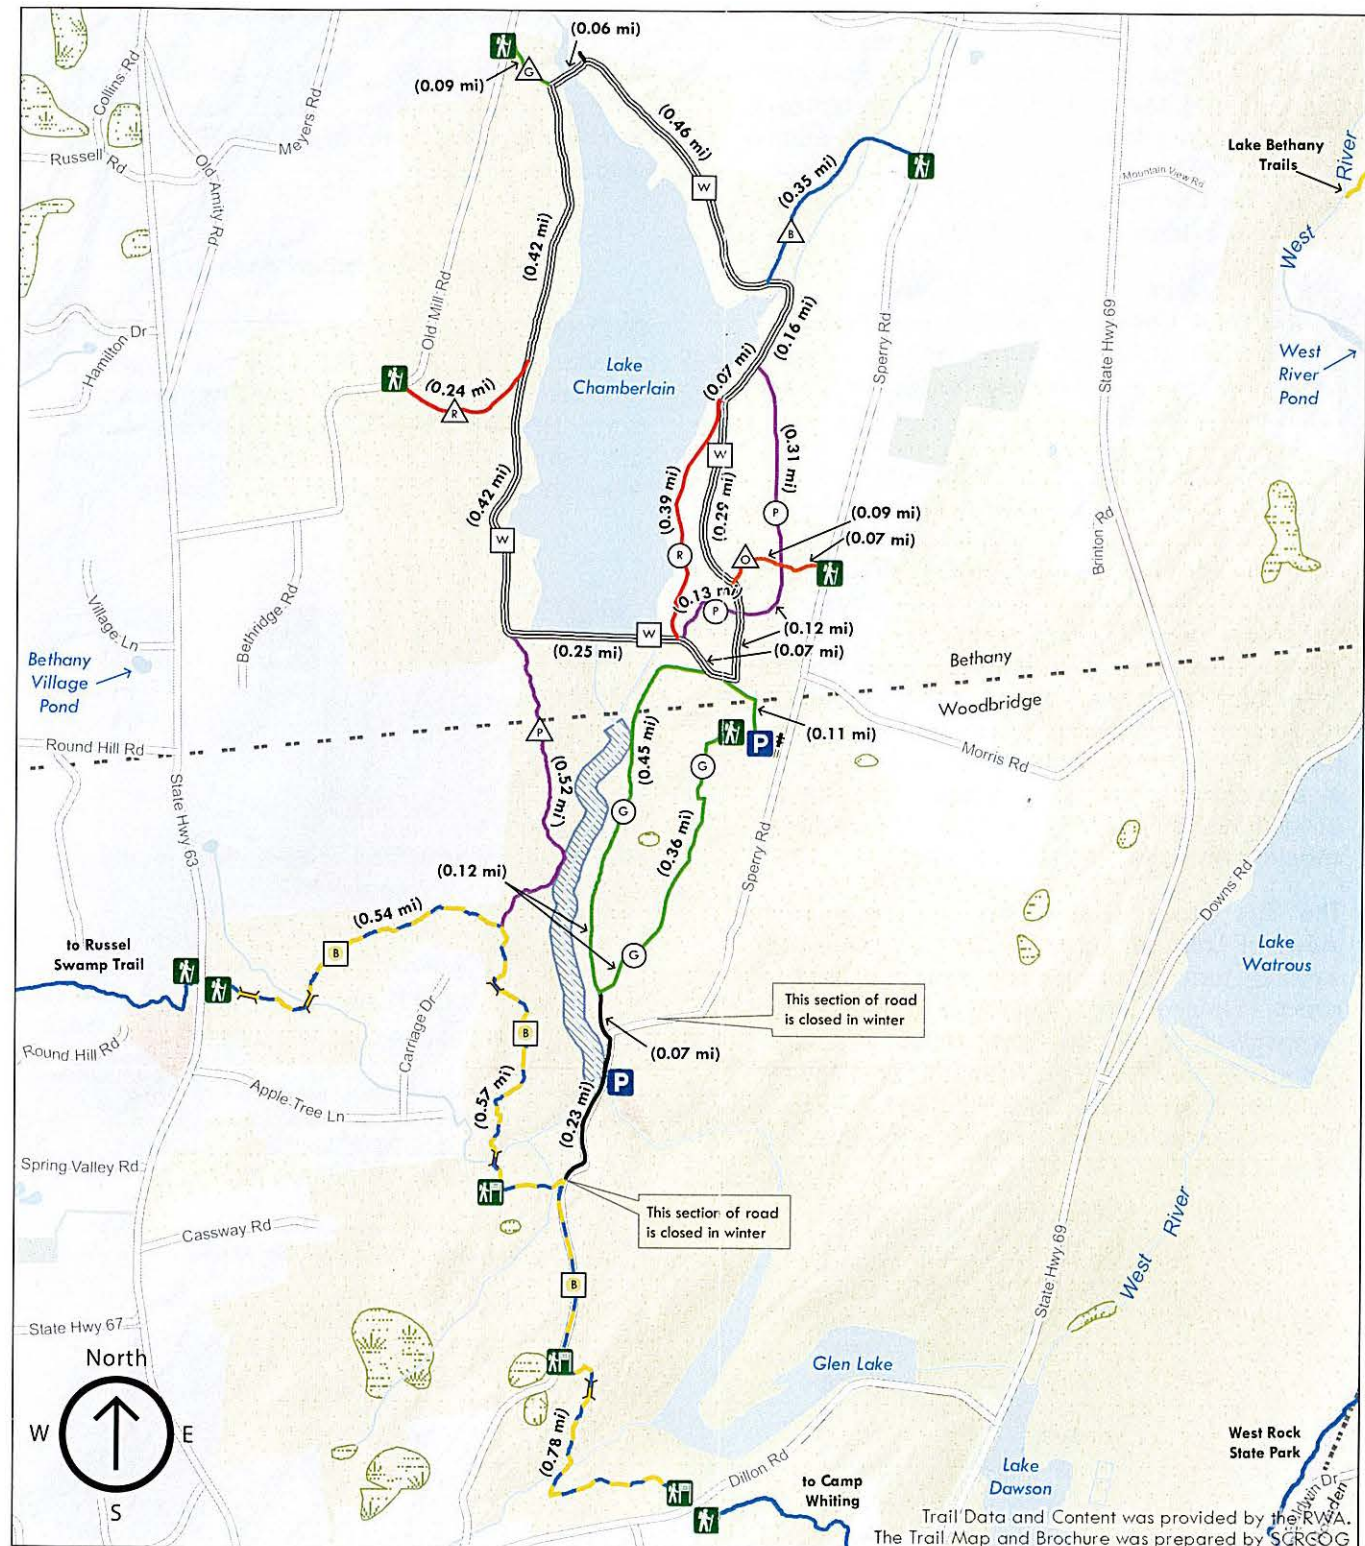 (0.06 mi)
G
(0.09 mi)
Collins Rd
Meyers Rd
Russell Rd
Old Amity Rd
(0.46 mi)
W
(0.35 mi)
B
Lake Bethany
Trails
West River
Mountain View Rd
(0.42 mi)
Old Mill Rd
Hamilton Dr
(0.16 mi)
Sperry Rd
State Hwy 69
West
River
Pond
Lake
Chamberlain
(0.07 mi)
(0.24 mi)
R
(0.31 mi)
W
(0.42 mi)
(0.39 mi)
(0.29 mi)
P
(0.09 mi)
(0.07 mi)
Brinton Rd
W
R
O
(0.13 mi)
P
Village Ln
Bethridge Rd
W
(0.25 mi)
(0.12 mi)
(0.07 mi)
Bethany
Village
Pond
Bethany
Woodbridge
P
(0.11 mi)
P
Round Hill Rd
(0.45 mi)
G
Morris Rd
State Hwy 63
(0.52 mi)
G
(0.36 mi)
Sperry Rd
(0.12 mi)
Downs Rd
(0.54 mi)
B
G
to Russel
Swamp Trail
Lake
Watrous
This section of road
is closed in winter
Carriage Dr
B
Round Hill Rd
(0.07 mi)
P
Apple Tree Ln
(0.57 mi)
(0.23 mi)
Spring Valley Rd
This section of road
is closed in winter
Cassway Rd
West River
B
State Hwy 69
State Hwy 67
North
W
E
S
Glen Lake
(0.78 mi)
Dillon Rd
West Rock
State Park
to Camp
Whiting
Lake
Dawson
Trail Data and Content was provided by the RWA.
The Trail Map and Brochure was prepared by SCRCOG